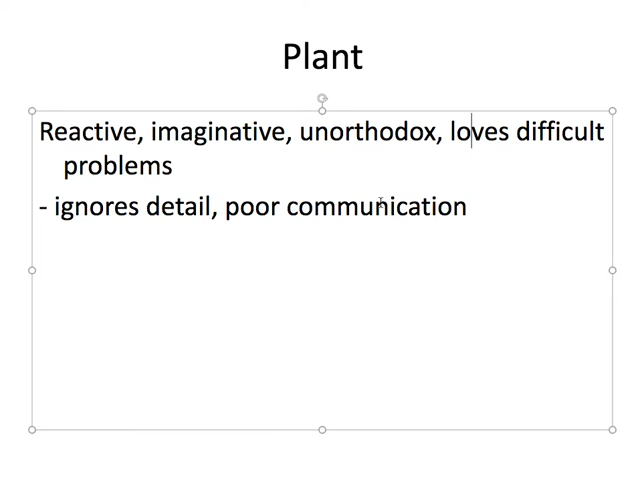 Plant
Reactive, imaginative, unorthodox, loves difficult
problems
- ignores detail, poor communication